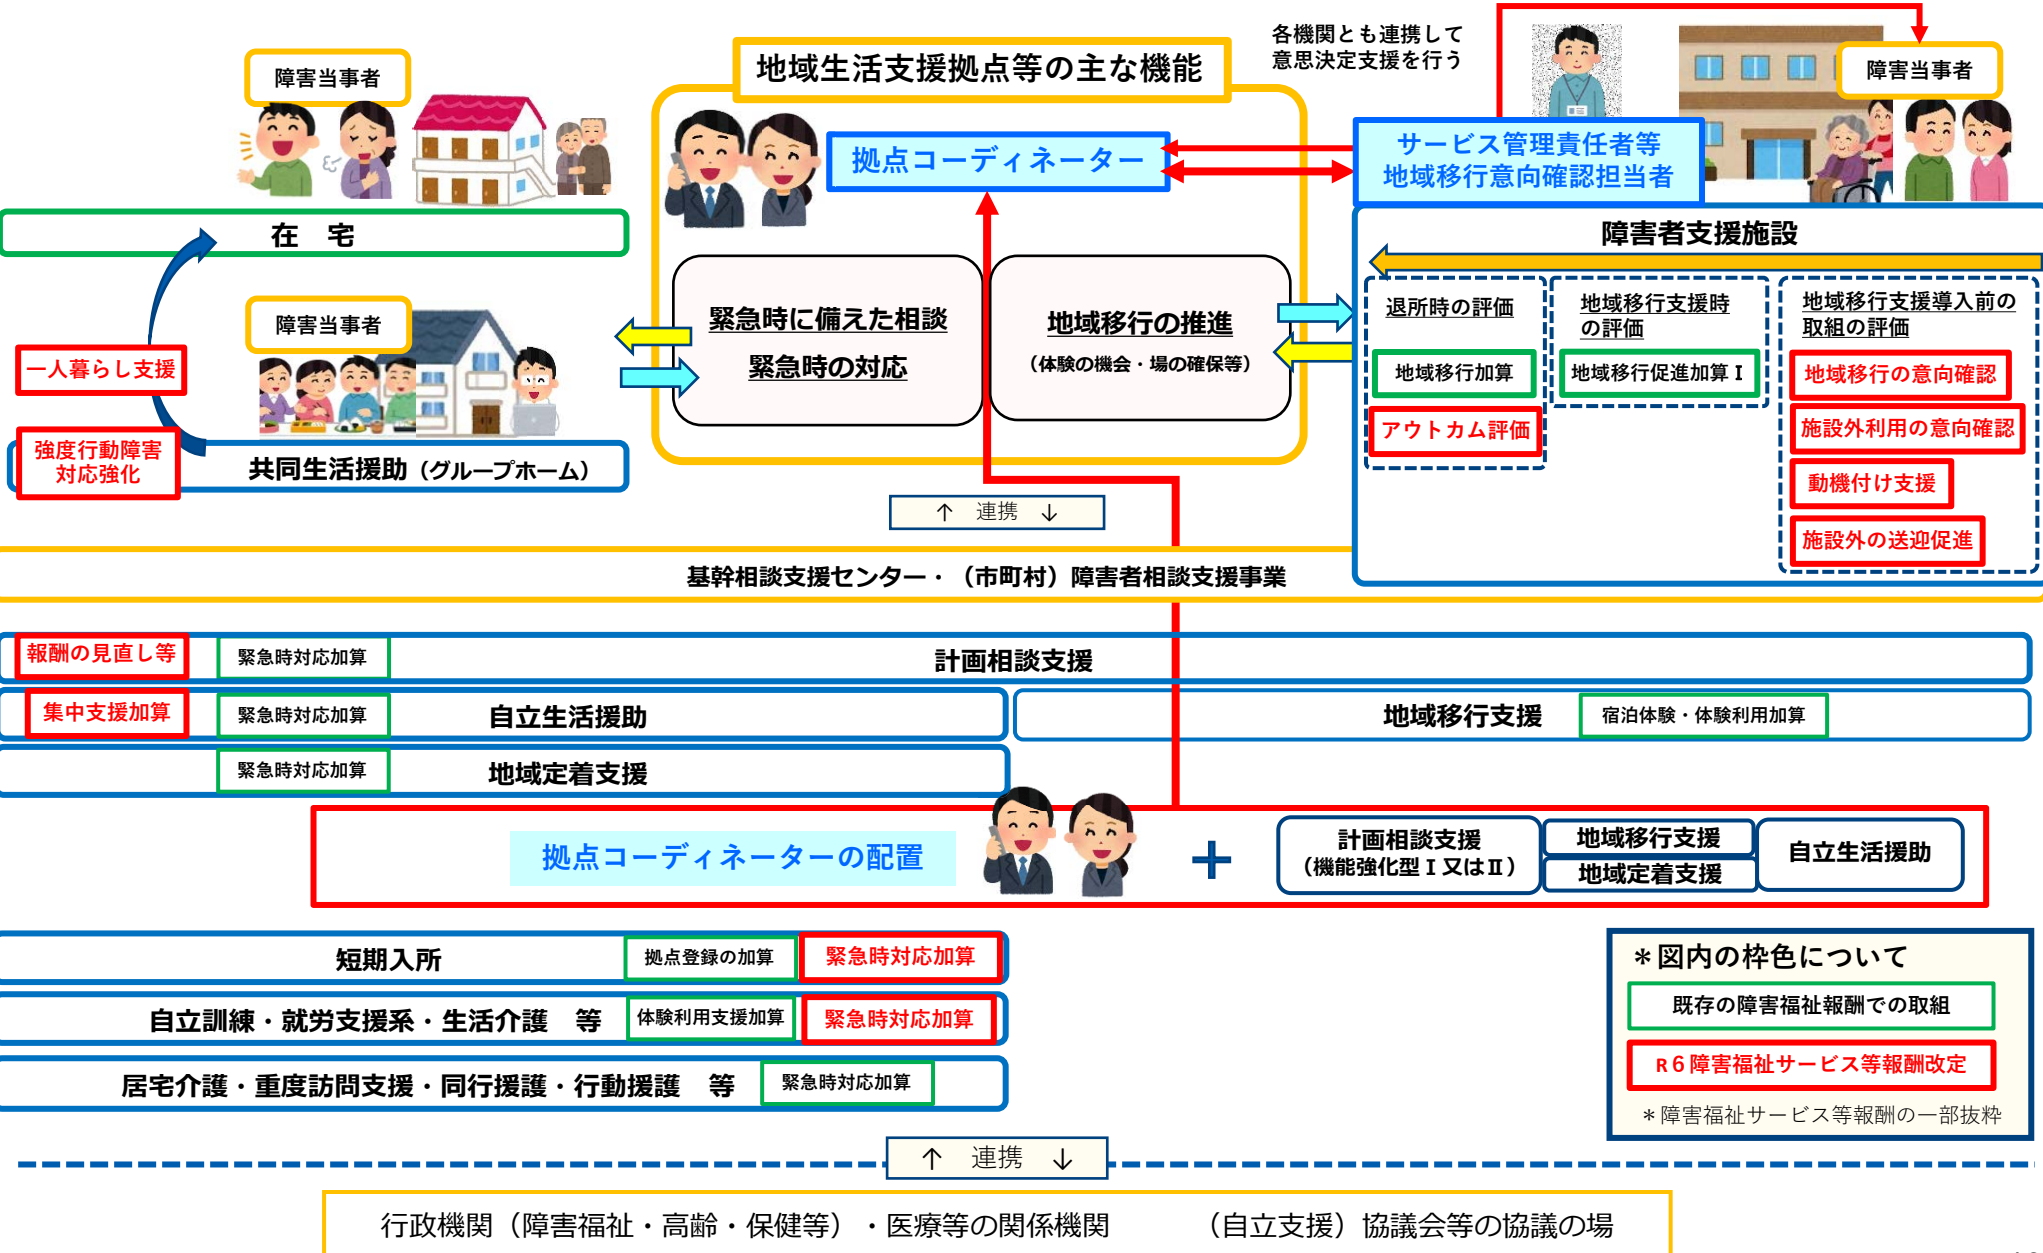 各機関とも連携して
意思決定支援を行う
地域生活支援拠点等の主な機能
障害当事者
障害当事者
拠点コーディネーター
サービス管理責任者等
地域移行意向確認担当者
在　宅
障害者支援施設
緊急時に備えた相談
緊急時の対応
地域移行の推進
（体験の機会・場の確保等）
退所時の評価
地域移行加算
アウトカム評価
地域移行支援時
の評価
地域移行促進加算Ⅰ
地域移行支援導入前の
取組の評価
地域移行の意向確認
施設外利用の意向確認
動機付け支援
施設外の送迎促進
障害当事者
一人暮らし支援
強度行動障害
対応強化
共同生活援助（グループホーム）
↑　連携　↓
基幹相談支援センター・（市町村）障害者相談支援事業
報酬の見直し等　緊急時対応加算　計画相談支援
集中支援加算　緊急時対応加算　自立生活援助
地域移行支援　宿泊体験・体験利用加算
緊急時対応加算　地域定着支援
拠点コーディネーターの配置
＋
計画相談支援
（機能強化型Ⅰ又はⅡ）
地域移行支援
地域定着支援
自立生活援助
短期入所　拠点登録の加算　緊急時対応加算
自立訓練・就労支援系・生活介護　等　体験利用支援加算　緊急時対応加算
居宅介護・重度訪問支援・同行援護・行動援護　等　緊急時対応加算
＊図内の枠色について
既存の障害福祉報酬での取組
R６障害福祉サービス等報酬改定
＊障害福祉サービス等報酬の一部抜粋
↑　連携　↓
行政機関（障害福祉・高齢・保健等）・医療等の関係機関　（自立支援）協議会等の協議の場